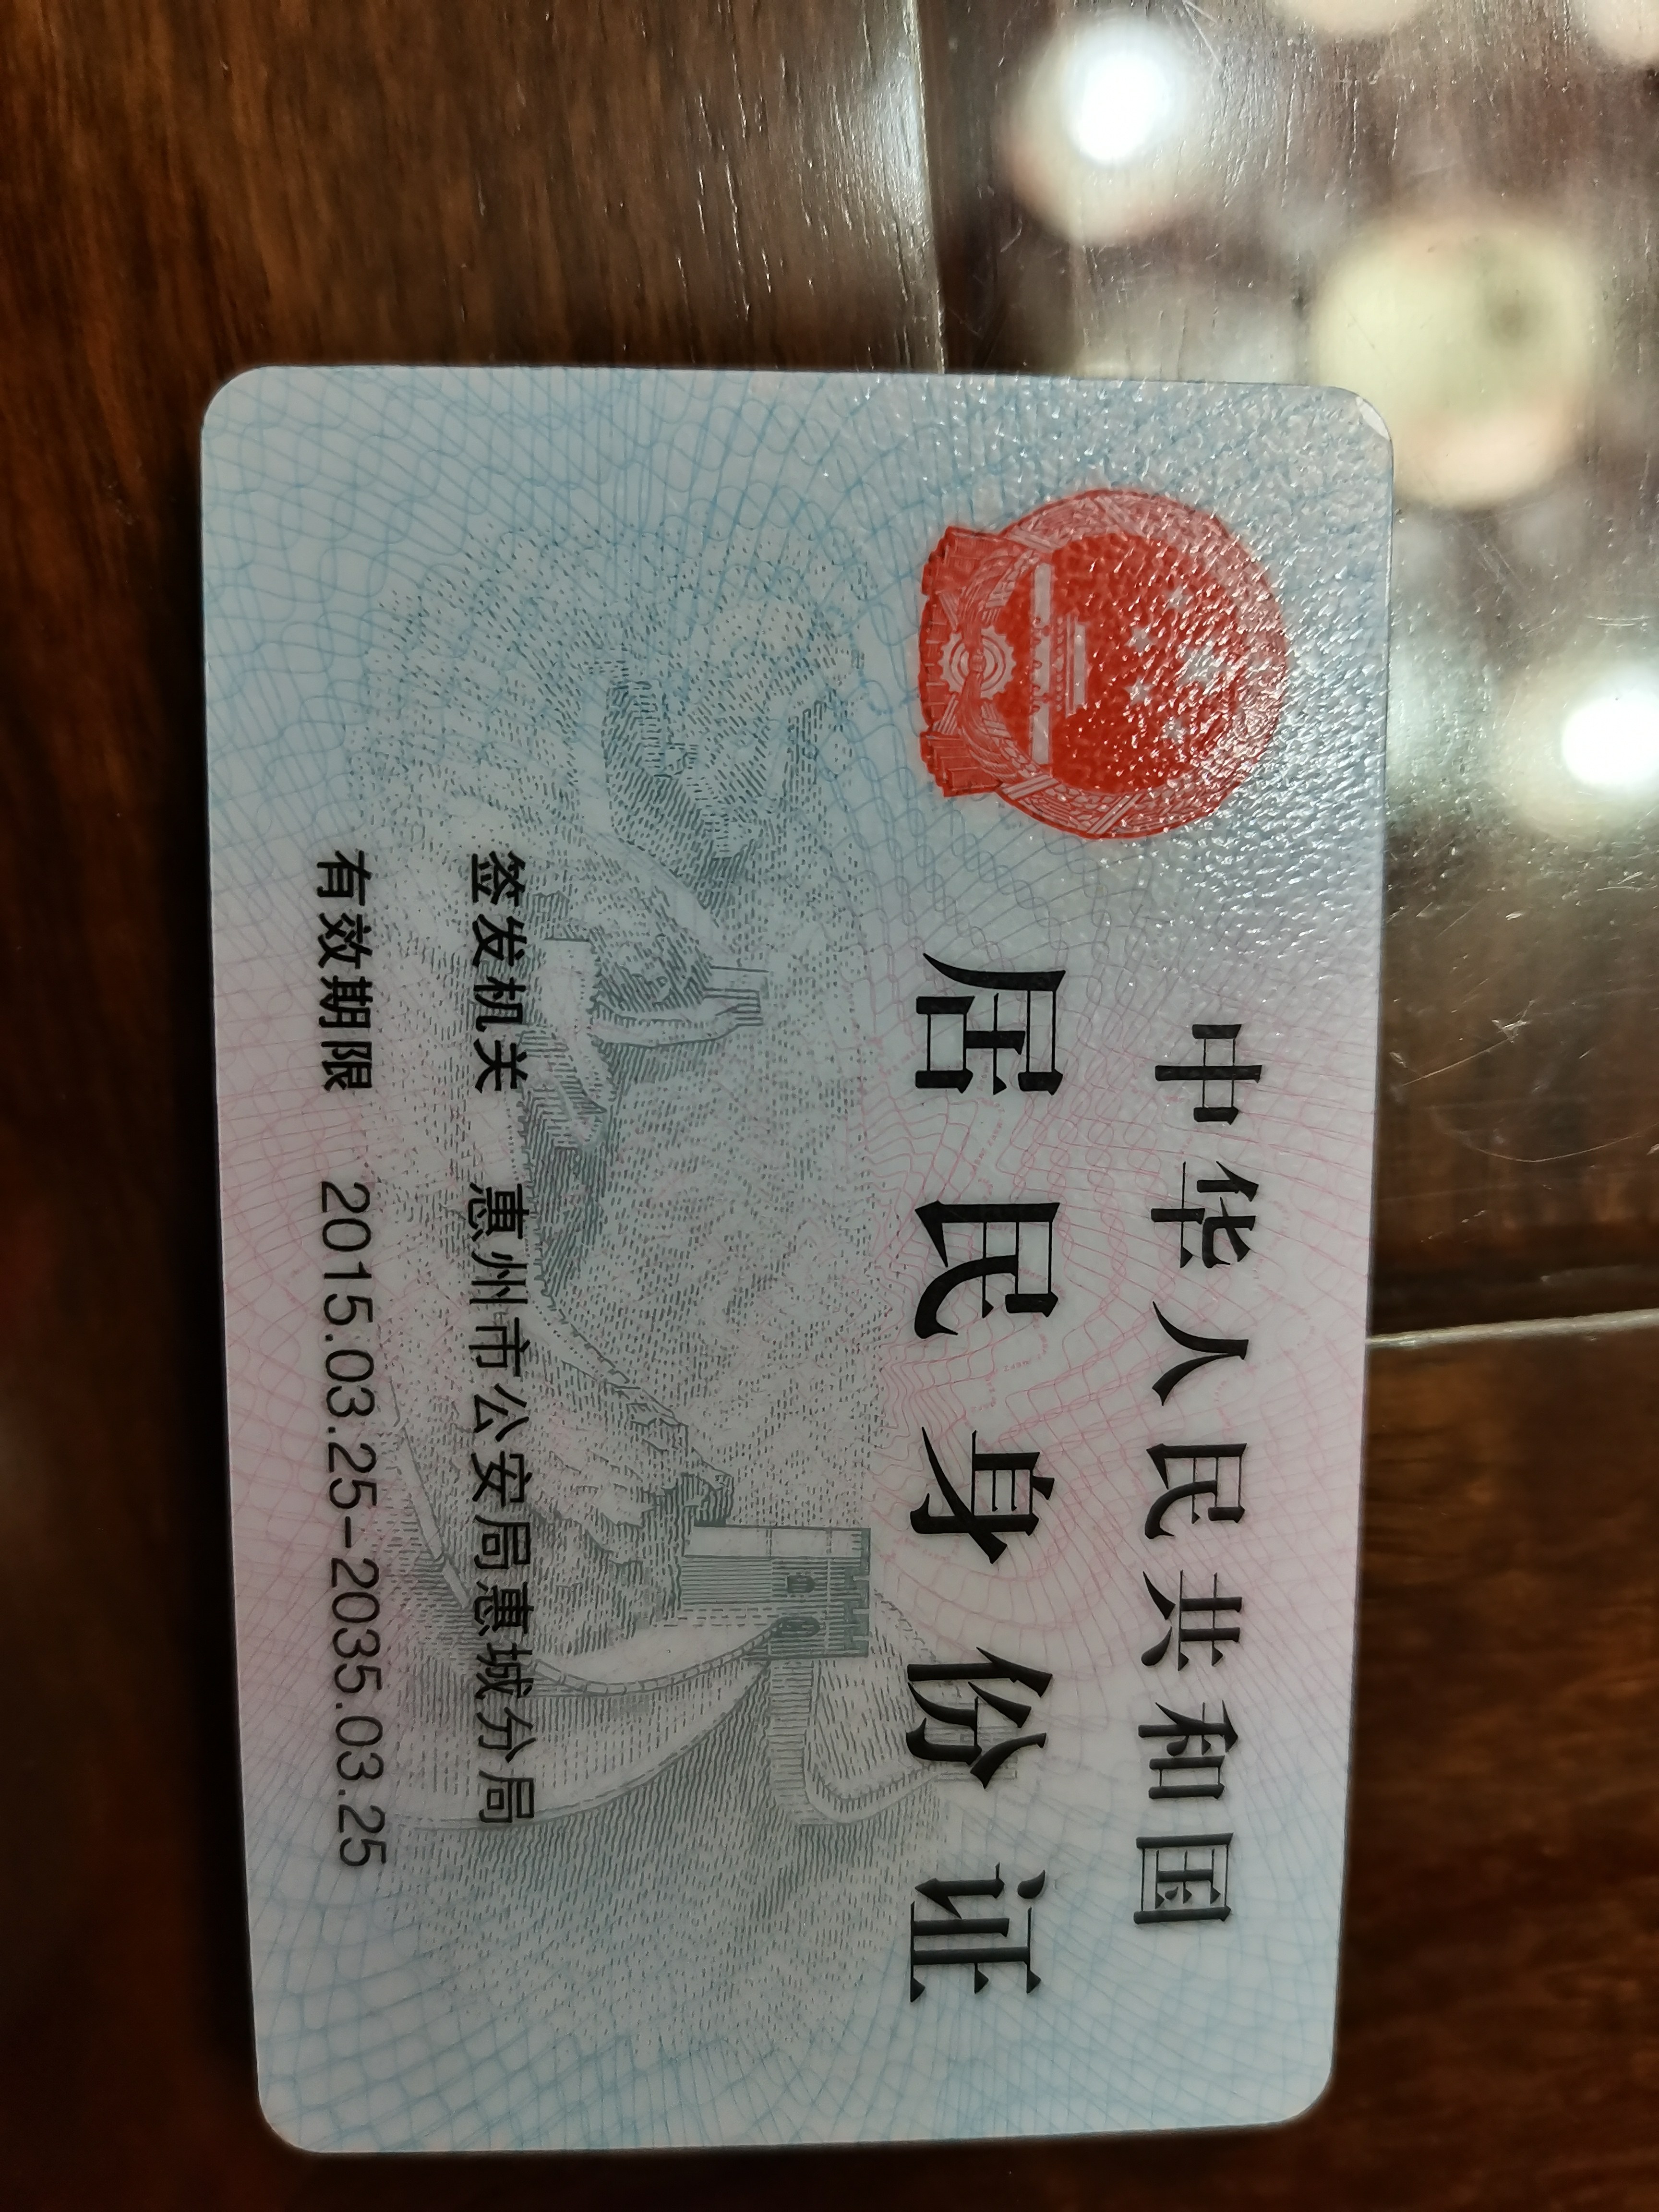 中华人民共和国
居民身份证
签发机关 惠州市公安局惠城分局
有效期限 2015.03.25-2035.03.25